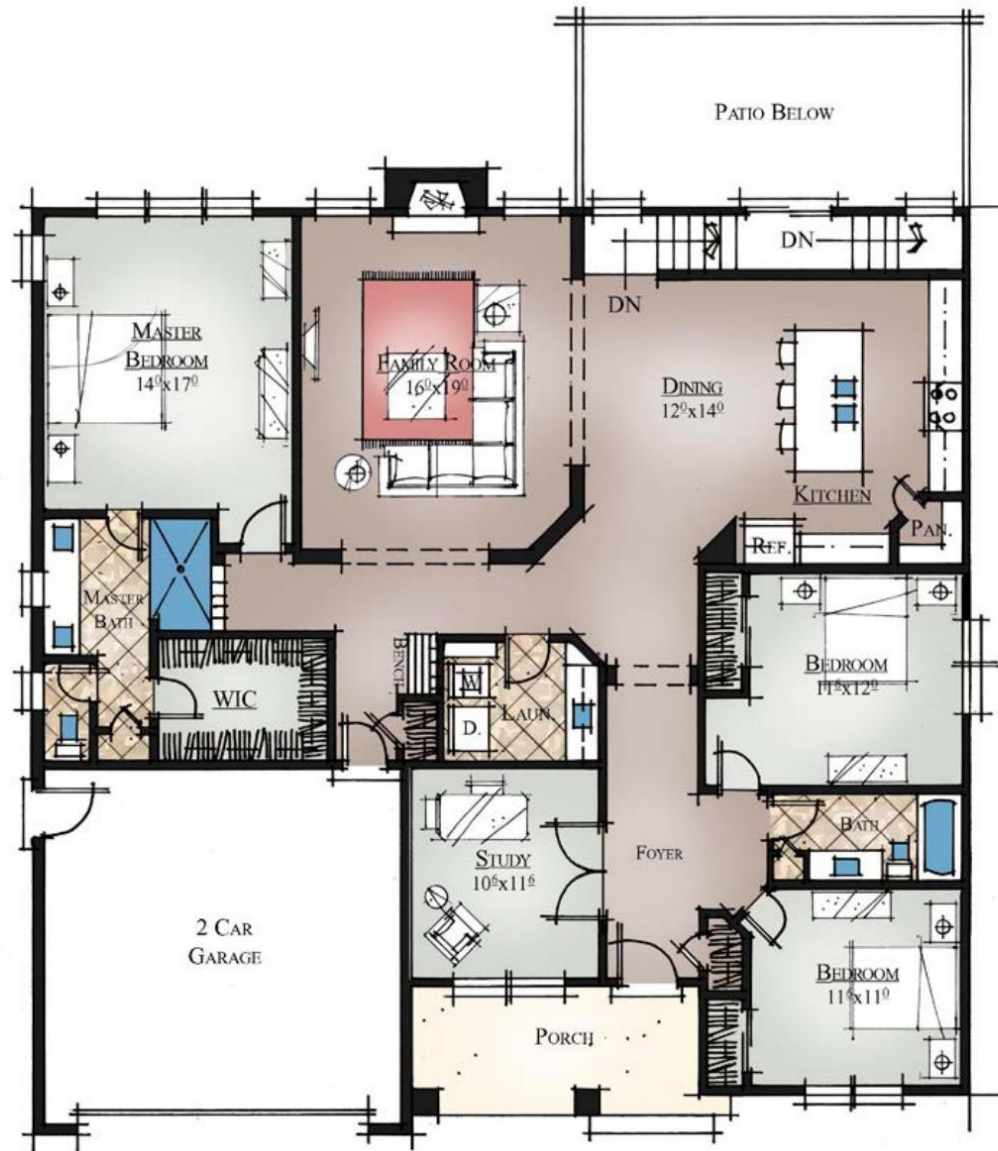 PATIO BELOW
DN
DN
MASTER
BEDROOM
14⁰x17⁰
FAMILY ROOM
16⁰x19⁰
DINING
12⁰x14⁰
KITCHEN
PAN.
REF.
MASTER
BATH
WIC
BENCH
W
D.
LAUN.
BEDROOM
11⁶x12⁰
BATH
STUDY
10⁶x11⁶
FOYER
2 CAR
GARAGE
BEDROOM
11⁶x11⁰
PORCH